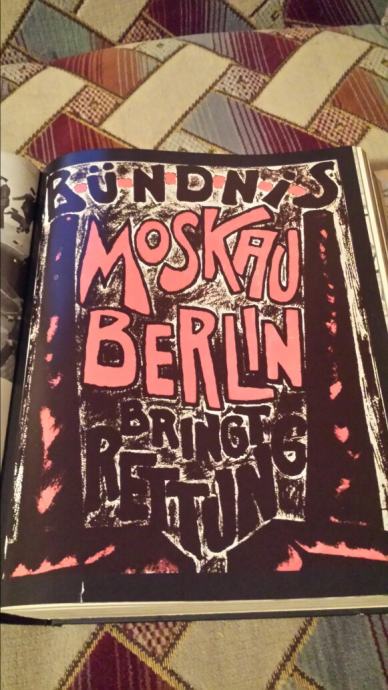 BÜNDNiS
MOSKAU
BERLIN
BRINGT
RETTUNG